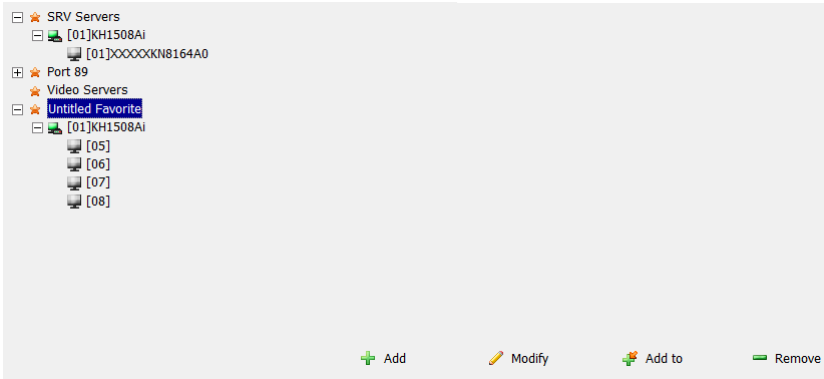 SRV Servers
[01]KH1508Ai
[01]XXXXXKN8164A0
Port 89
Video Servers
Untitled Favorite
[01]KH1508Ai
[05]
[06]
[07]
[08]
Add Modify Add to Remove